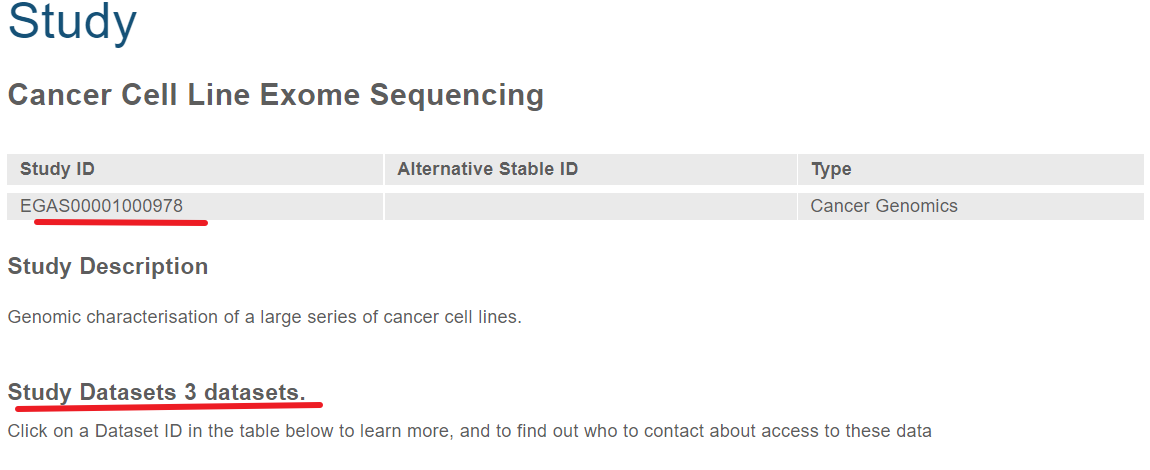 Study
Cancer Cell Line Exome Sequencing
Study ID Alternative Stable ID Type
EGAS00001000978 Cancer Genomics
Study Description
Genomic characterisation of a large series of cancer cell lines.
Study Datasets 3 datasets.
Click on a Dataset ID in the table below to learn more, and to find out who to contact about access to these data